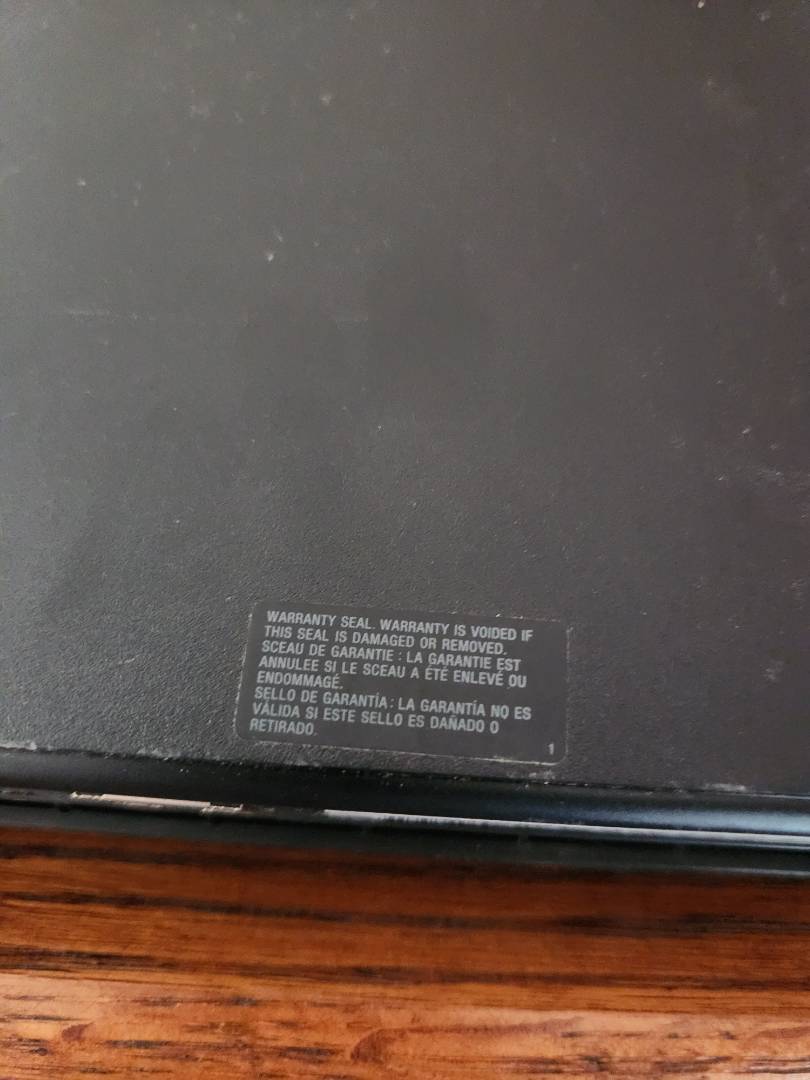 WARRANTY SEAL. WARRANTY IS VOIDED IF
THIS SEAL IS DAMAGED OR REMOVED.
SCEAU DE GARANTIE : LA GARANTIE EST
ANNULEE SI LE SCEAU A ÉTÉ ENLEVÉ OU
ENDOMMAGÉ.
SELLO DE GARANTÍA: LA GARANTÍA NO ES
VÁLIDA SI ESTE SELLO ES DAÑADO O
RETIRADO.
1